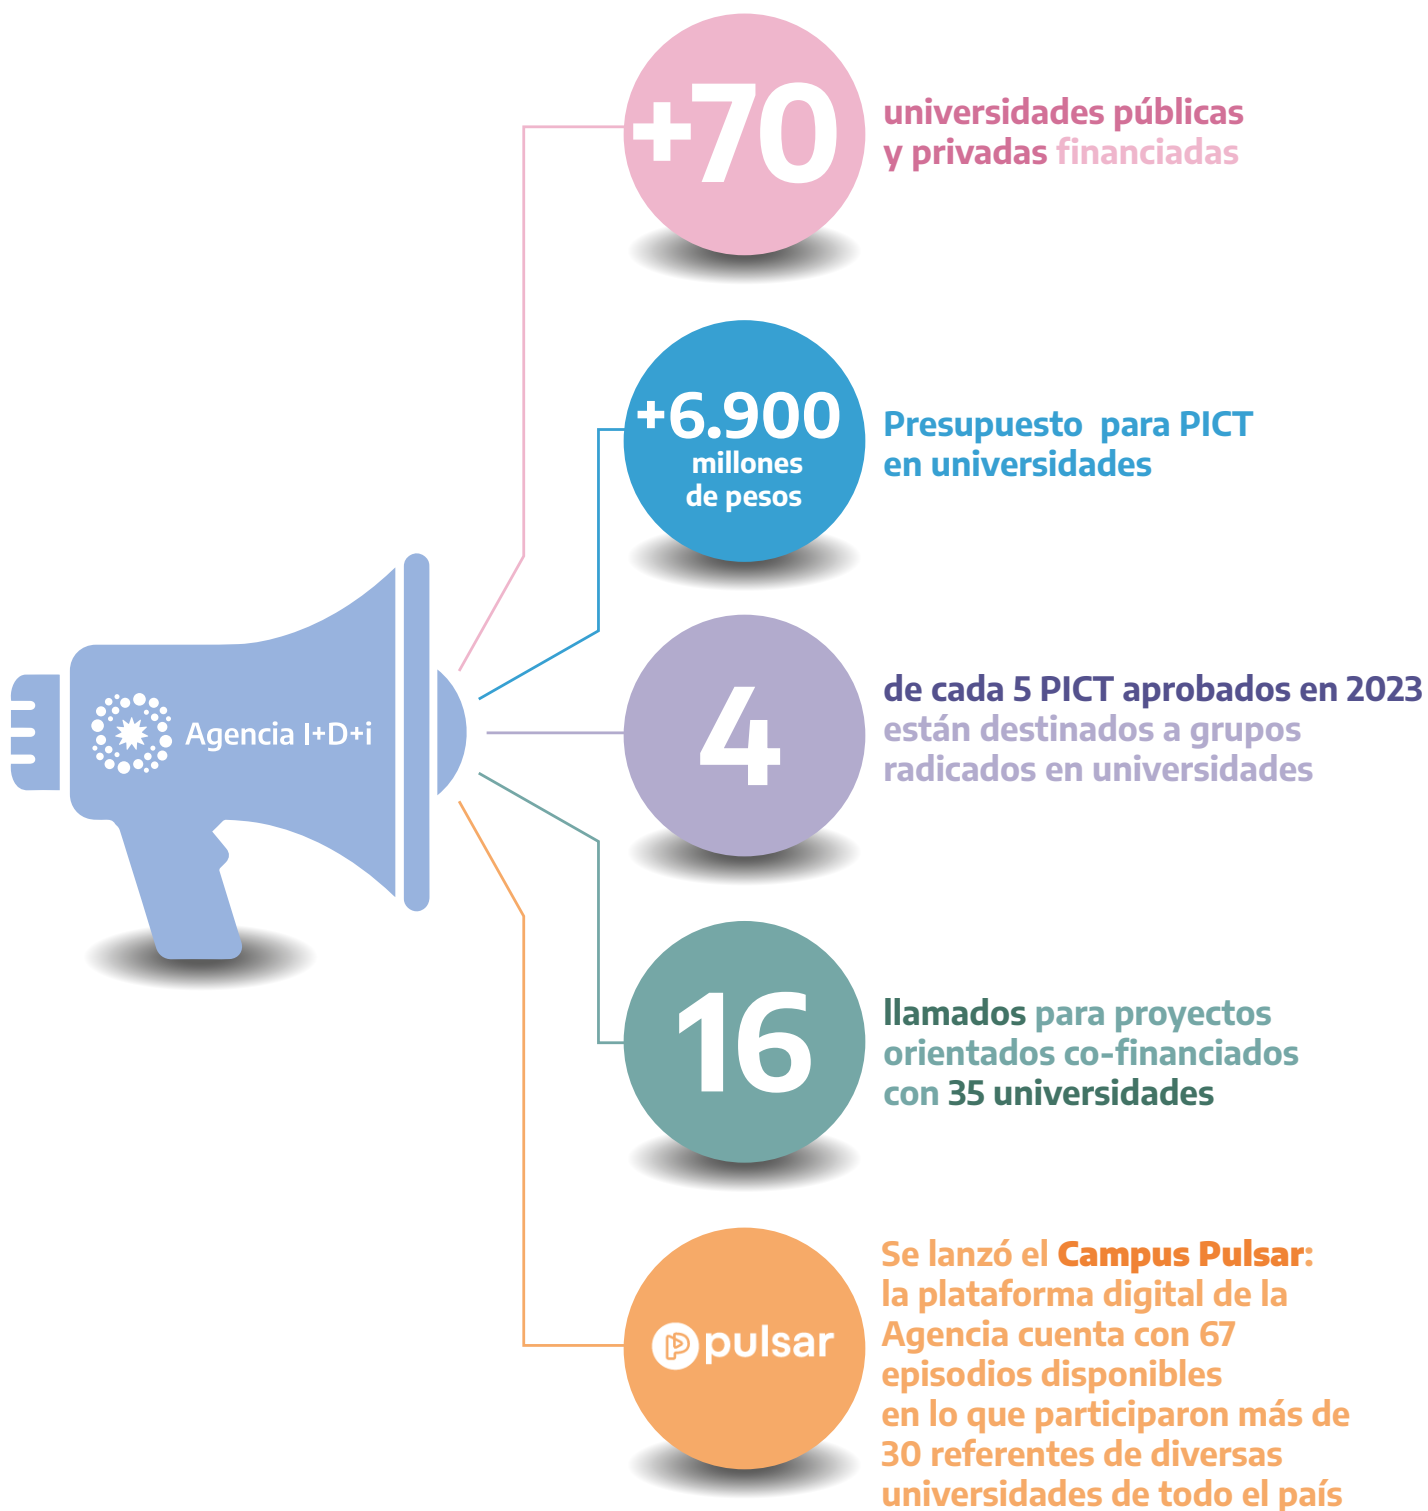 +70
universidades públicas
y privadas financiadas
+6.900
millones
de pesos
Presupuesto para PICT
en universidades
Agencia I+D+i
4
de cada 5 PICT aprobados en 2023
están destinados a grupos
radicados en universidades
16
llamados para proyectos
orientados co-financiados
con 35 universidades
pulsar
Se lanzó el Campus Pulsar:
la plataforma digital de la
Agencia cuenta con 67
episodios disponibles
en lo que participaron más de
30 referentes de diversas
universidades de todo el país